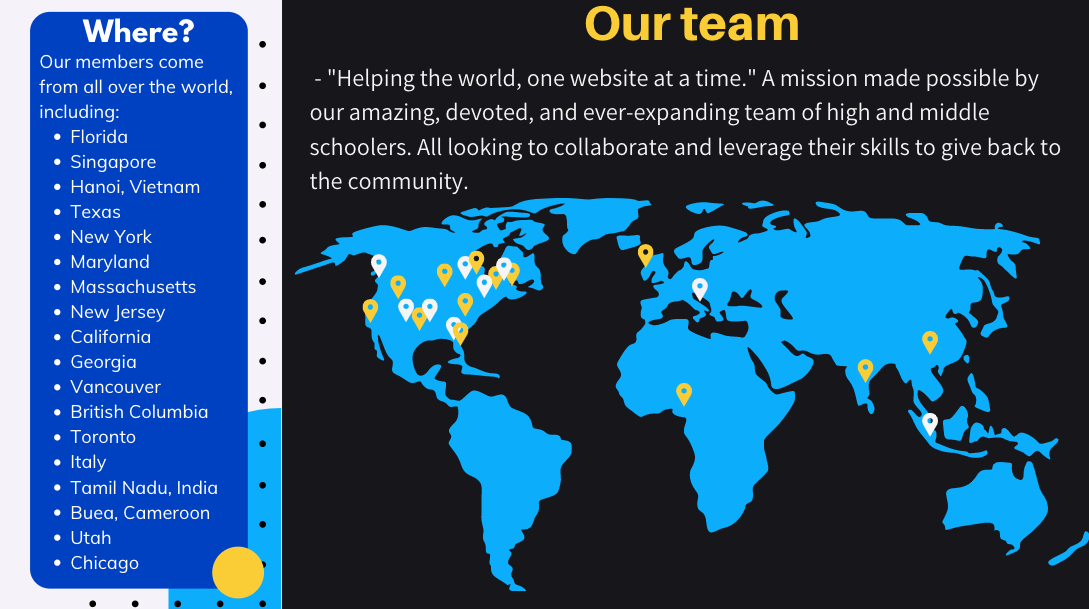 Where?
Our members come
from all over the world,
including:
• Florida
• Singapore
• Hanoi, Vietnam
• Texas
• New York
• Maryland
• Massachusetts
• New Jersey
• California
• Georgia
• Vancouver
• British Columbia
• Toronto
• Italy
• Tamil Nadu, India
• Buea, Cameroon
• Utah
• Chicago
Our team
- "Helping the world, one website at a time." A mission made possible by
our amazing, devoted, and ever-expanding team of high and middle
schoolers. All looking to collaborate and leverage their skills to give back to
the community.